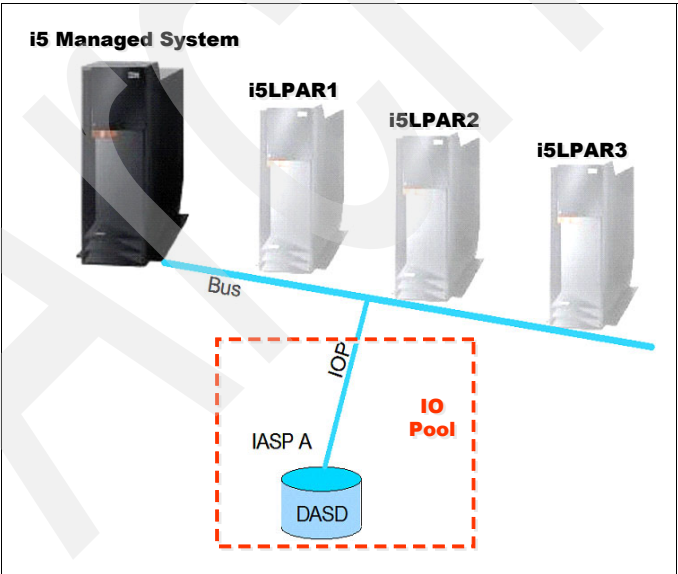 i5 Managed System
i5LPAR1
i5LPAR2
i5LPAR3
Bus
IOP
IO
Pool
IASP A
DASD